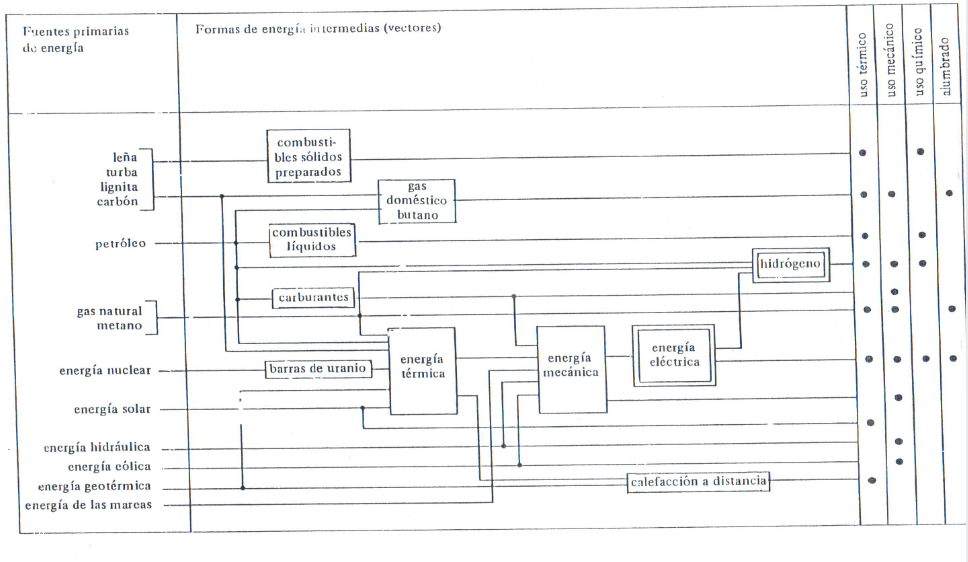 Fuentes primarias
de energía
Formas de energía intermedias (vectores)
uso térmico
uso mecánico
uso químico
alumbrado
leña
turba
lignita
carbón
petróleo
gas natural
metano
energía nuclear
energía solar
energía hidráulica
energía eólica
energía geotérmica
energía de las mareas
combusti-
bles sólidos
preparados
gas
doméstico
butano
combustibles
líquidos
hidrógeno
carburantes
energía
térmica
energía
mecánica
energía
eléctrica
barras de uranio
calefacción a distancia